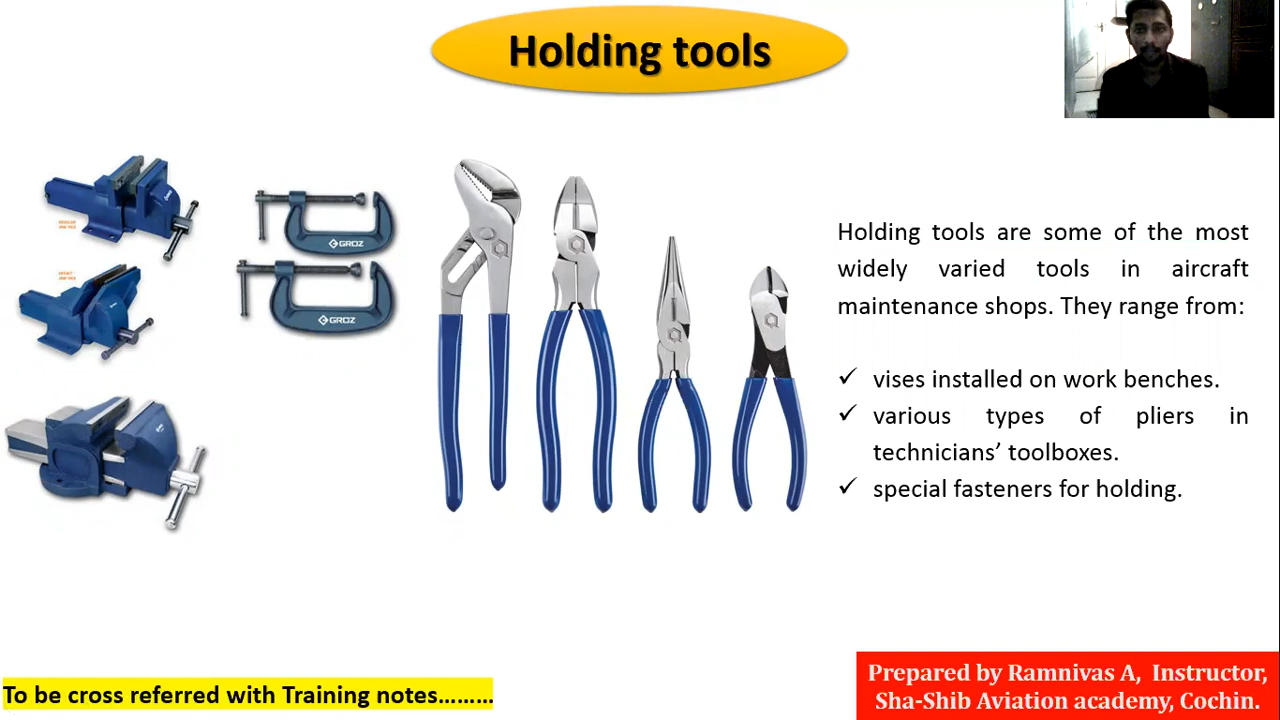 Holding tools
GROZ
GROZ
Holding tools are some of the most
widely varied tools in aircraft
maintenance shops. They range from:
✓ vises installed on work benches.
✓ various types of pliers in
technicians’ toolboxes.
✓ special fasteners for holding.
To be cross referred with Training notes………
Prepared by Ramnivas A, Instructor,
Sha-Shib Aviation academy, Cochin.